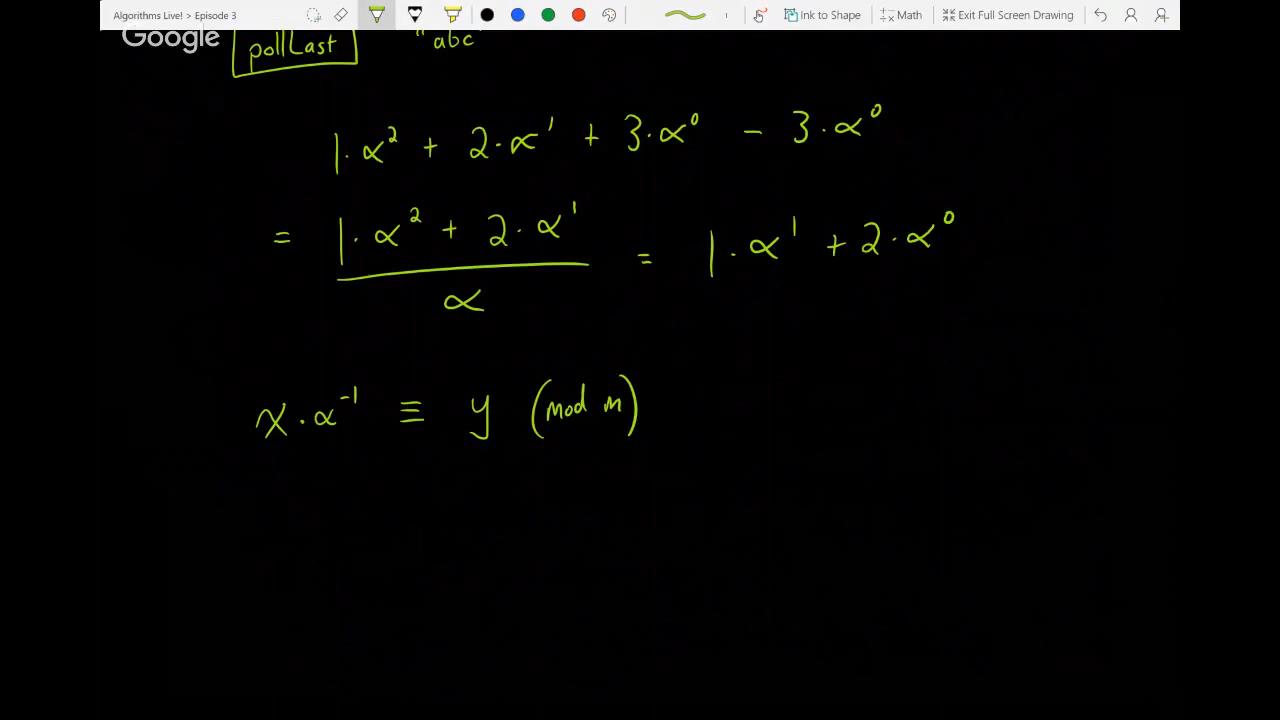 Algorithms Live! > Episode 3
Ink to Shape
Math
Exit Full Screen Drawing
Google
pollLast "abc"
1·α² + 2·α¹ + 3·α⁰ − 3·α⁰
= 1·α² + 2·α¹ = 1·α¹ + 2·α⁰
α
x·α⁻¹ ≡ y (mod m)